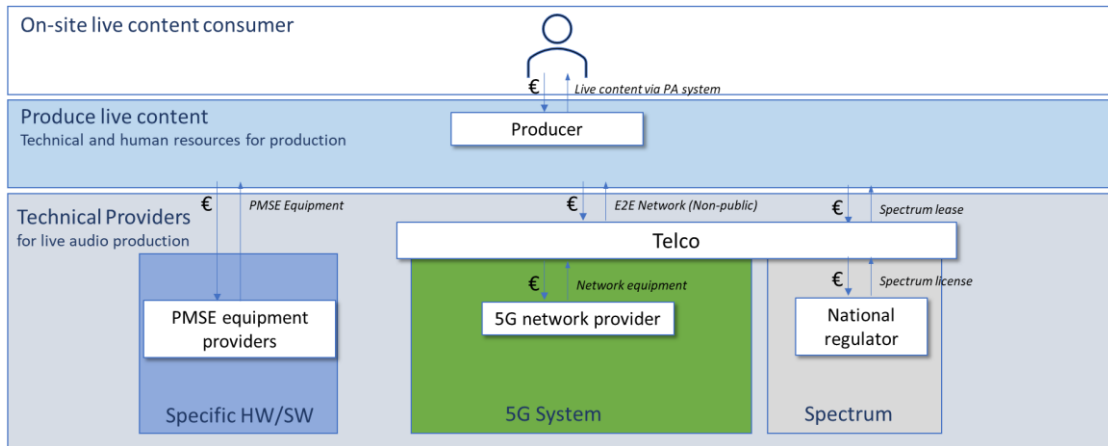 On-site live content consumer
€
Live content via PA system
Produce live content
Technical and human resources for production
Producer
€
PMSE Equipment
€
E2E Network (Non-public)
€
Spectrum lease
Technical Providers
for live audio production
Telco
€
Network equipment
€
Spectrum license
PMSE equipment
providers
5G network provider
National
regulator
Specific HW/SW
5G System
Spectrum